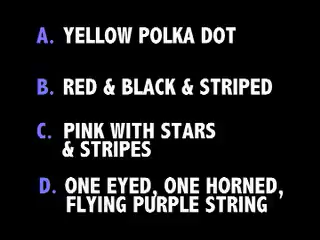 A. YELLOW POLKA DOT
B. RED & BLACK & STRIPED
C. PINK WITH STARS
& STRIPES
D. ONE EYED, ONE HORNED,
FLYING PURPLE STRING